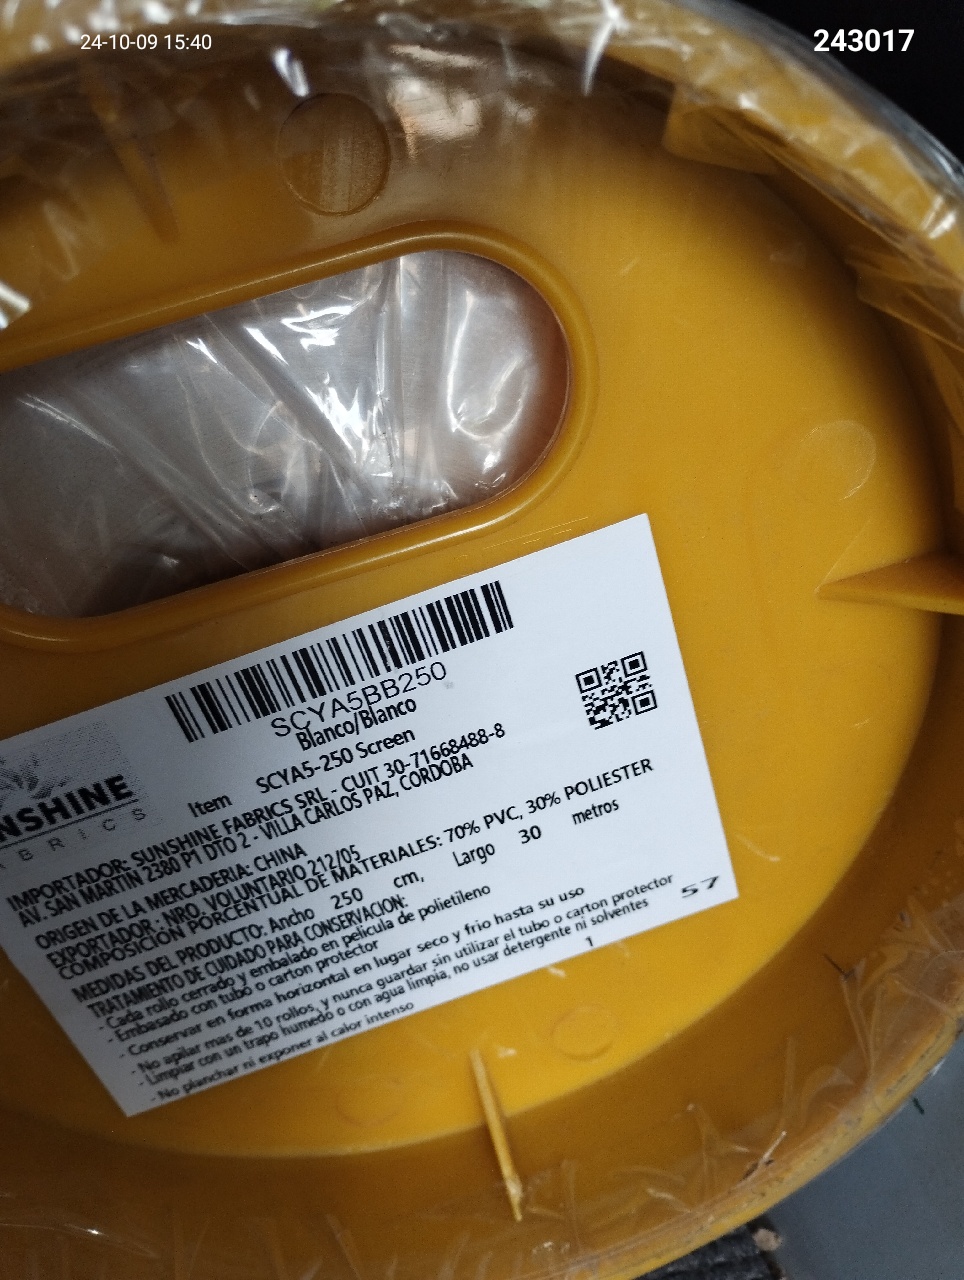 24-10-09 15:40
243017
SCYA5BB250
Blanco/Blanco
Item SCYA5-250 Screen
NSHINE
BRICS
IMPORTADOR: SUNSHINE FABRICS SRL - CUIT 30-71668488-8
AV. SAN MARTIN 2380 P1 DTO 2 - VILLA CARLOS PAZ, CORDOBA
ORIGEN DE LA MERCADERIA: CHINA
EXPORTADOR : NRO. VOLUNTARIO 212/05
COMPOSICIÓN PORCENTUAL DE MATERIALES: 70% PVC, 30% POLIESTER
MEDIDAS DEL PRODUCTO: Ancho 250 cm, Largo 30 metros
TRATAMIENTO DE CUIDADO PARA CONSERVACION:
- Cada rollo cerrado y embalado en pelicula de polietileno
- Embasado con tubo o carton protector
- Conservar en forma horizontal en lugar seco y frio hasta su uso
- No apilar mas de 10 rollos, y nunca guardar sin utilizar el tubo o carton protector
- Limpiar con un trapo humedo o con agua limpia, no usar detergente ni solventes
- No planchar ni exponer al calor intenso
1
57